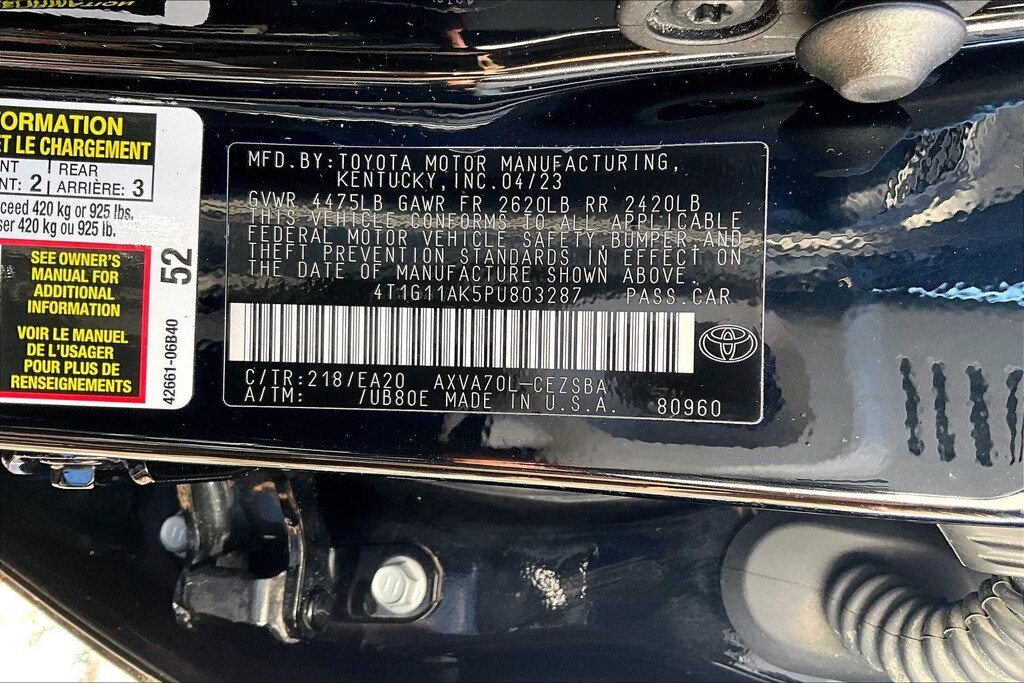 ORMATION
ET LE CHARGEMENT
NT REAR
NT: 2 ARRIÈRE: 3
ceed 420 kg or 925 lbs.
ser 420 kg ou 925 lb.
SEE OWNER'S
MANUAL FOR
ADDITIONAL
INFORMATION
VOIR LE MANUEL
DE L'USAGER
POUR PLUS DE
RENSEIGNEMENTS
52
42661-06B40
MFD.BY:TOYOTA MOTOR MANUFACTURING,
KENTUCKY, INC. 04/23
GVWR 4475LB GAWR FR 2620LB RR 2420LB
THIS VEHICLE CONFORMS TO ALL APPLICABLE
FEDERAL MOTOR VEHICLE SAFETY BUMPER AND
THEFT PREVENTION STANDARDS IN EFFECT ON
THE DATE OF MANUFACTURE SHOWN ABOVE.
4T1G11AK5PU803287 PASS.CAR
C/TR:218/EA20 AXVA70L-CEZSBA
A/TM: /UB80E MADE IN U.S.A. 80960